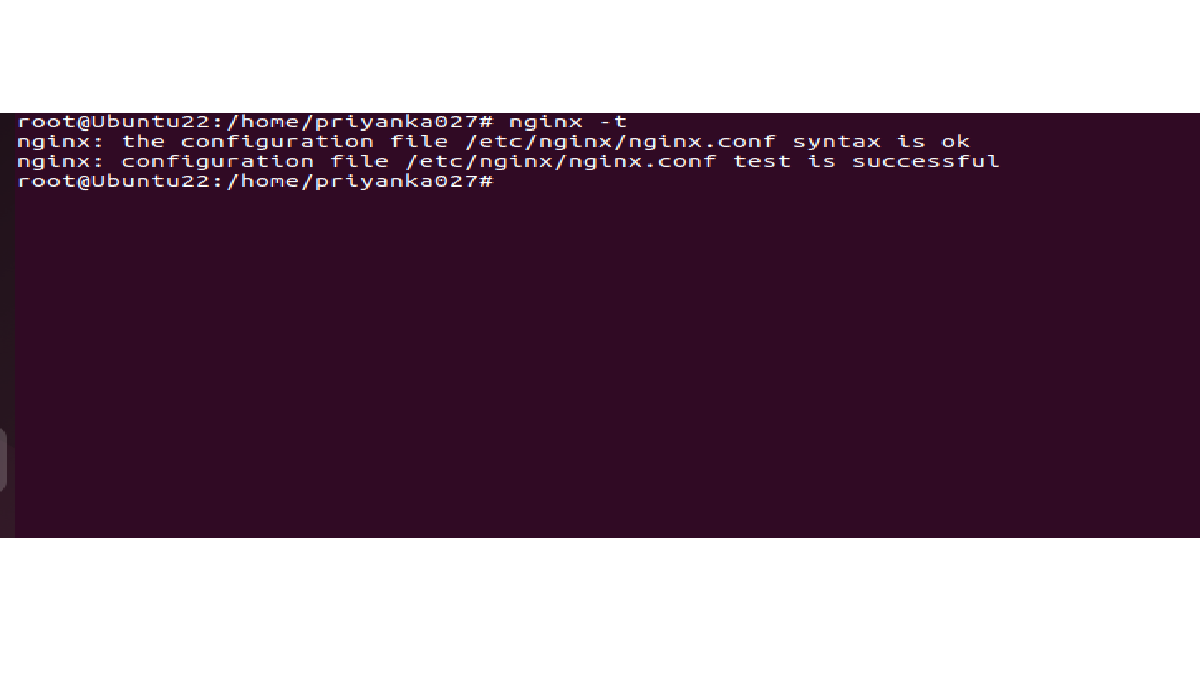 root@Ubuntu22:/home/priyanka027# nginx -t
nginx: the configuration file /etc/nginx/nginx.conf syntax is ok
nginx: configuration file /etc/nginx/nginx.conf test is successful
root@Ubuntu22:/home/priyanka027#